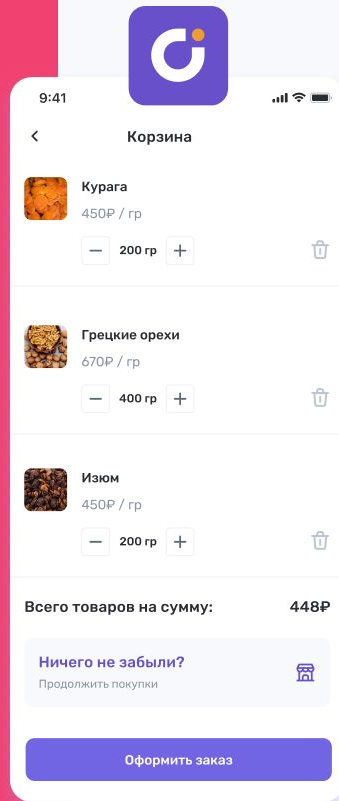 9:41
Корзина
Курага
450₽ / гр
200 гр
Грецкие орехи
670₽ / гр
400 гр
Изюм
450₽ / гр
200 гр
Всего товаров на сумму: 448₽
Ничего не забыли?
Продолжить покупки
Оформить заказ